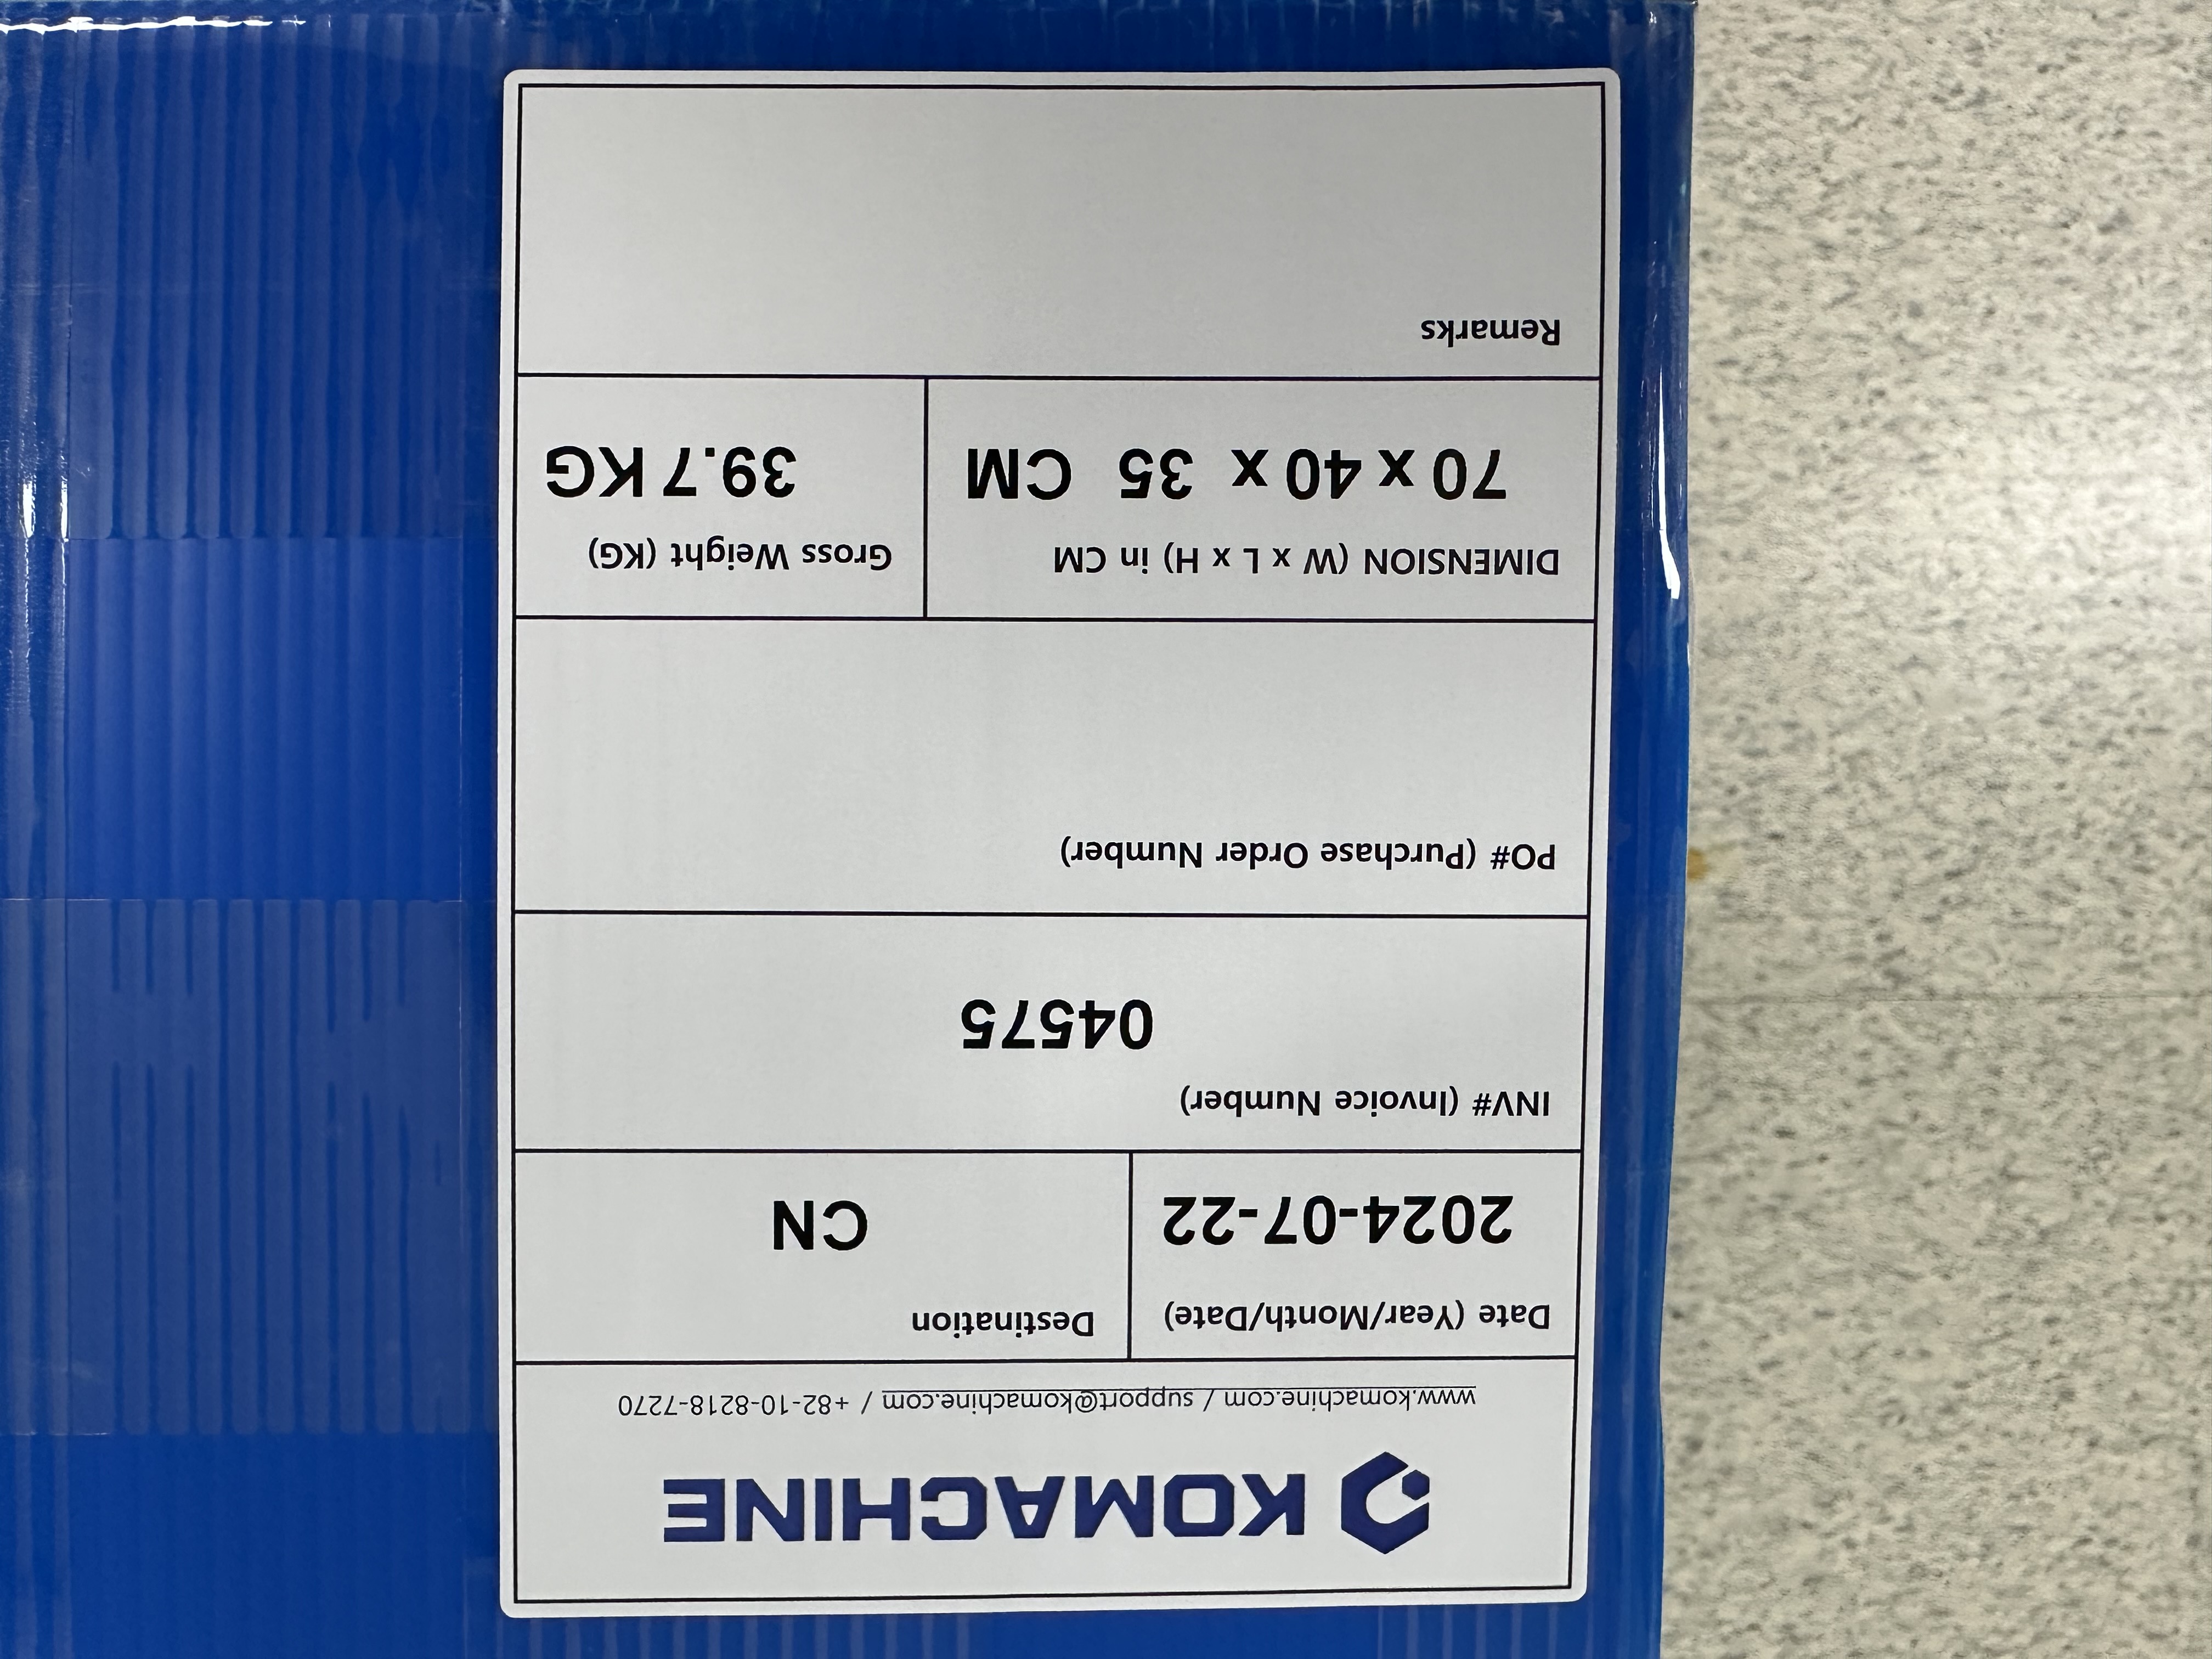 KOMACHINE
www.komachine.com / support@komachine.com / +82-10-8218-7270
Date (Year/Month/Date)
2024-07-22
Destination
CN
INV# (Invoice Number)
04575
PO# (Purchase Order Number)
DIMENSION (W x L x H) in CM
70 x 40 x 35 CM
Gross Weight (KG)
39.7 KG
Remarks